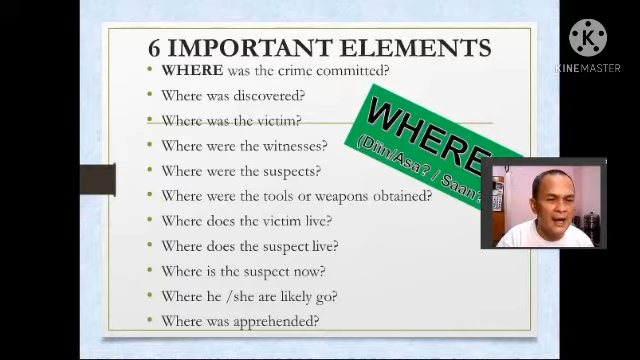 KINEMASTER
6 IMPORTANT ELEMENTS
WHERE was the crime committed?
Where was discovered?
Where was the victim?
Where were the witnesses?
Where were the suspects?
Where were the tools or weapons obtained?
Where does the victim live?
Where does the suspect live?
Where is the suspect now?
Where he /she are likely go?
Where was apprehended?
WHERE
(Diin/Asa? / Saan?